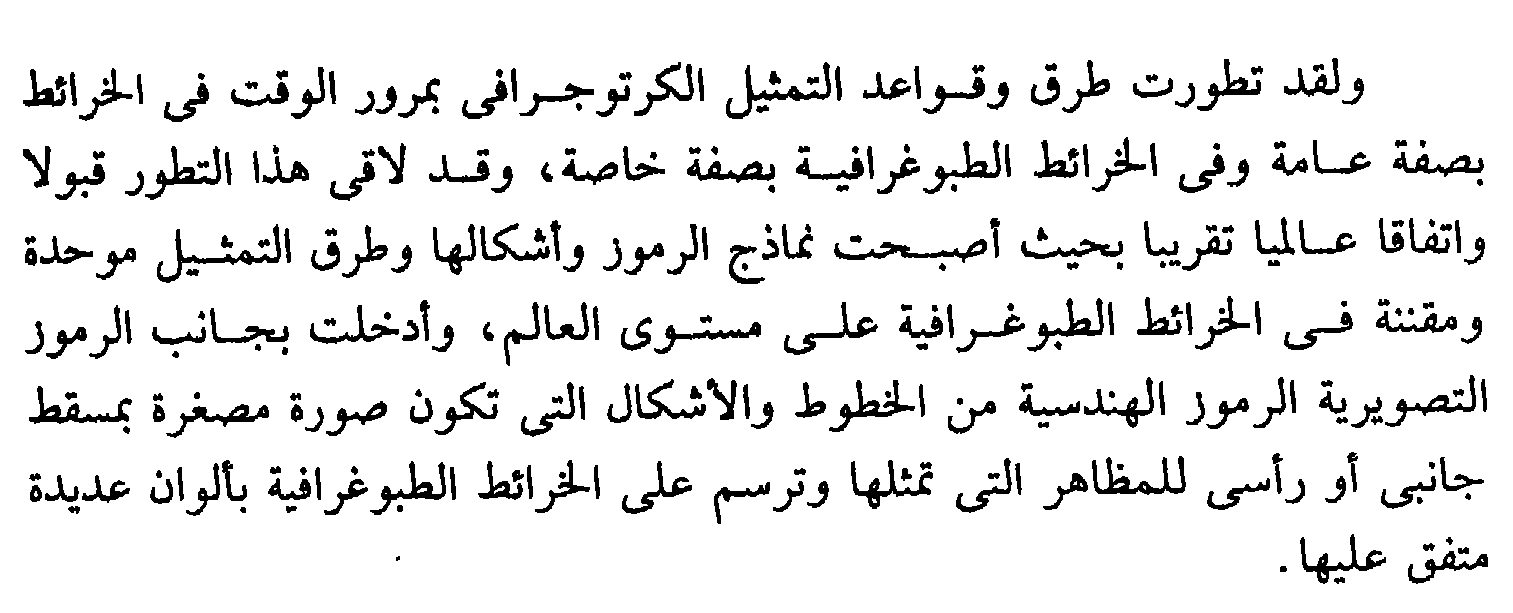 ولقد تطورت طرق وقواعد التمثيل الكرتوجرافى بمرور الوقت فى الخرائط
بصفة عامة وفى الخرائط الطبوغرافية بصفة خاصة، وقد لاقى هذا التطور قبولا
واتفاقا عالميا تقريبا بحيث أصبحت نماذج الرموز وأشكالها وطرق التمثيل موحدة
ومقننة فى الخرائط الطبوغرافية على مستوى العالم، وأدخلت بجانب الرموز
التصويرية الرموز الهندسية من الخطوط والأشكال التى تكون صورة مصغرة بمسقط
جانبى أو رأسى للمظاهر التى تمثلها وترسم على الخرائط الطبوغرافية بألوان عديدة
متفق عليها.